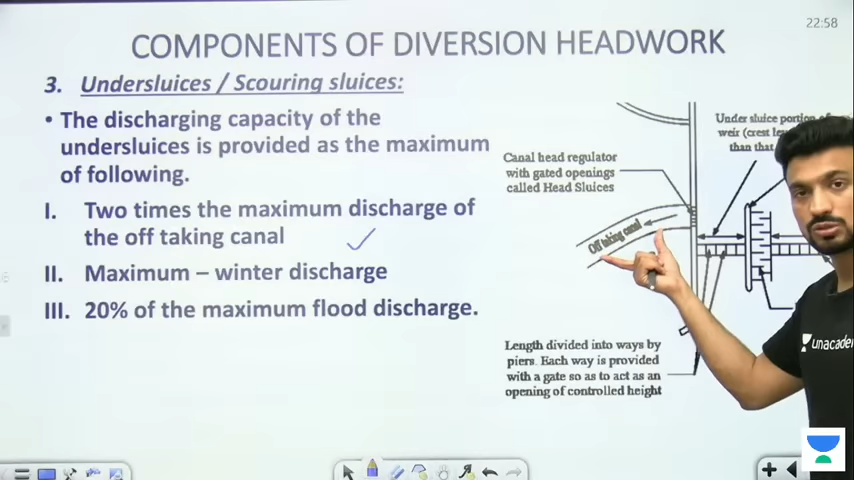 22:58
COMPONENTS OF DIVERSION HEADWORK
3. Undersluices / Scouring sluices:
• The discharging capacity of the
undersluices is provided as the maximum
of following.
I. Two times the maximum discharge of
the off taking canal
II. Maximum – winter discharge
III. 20% of the maximum flood discharge.
Under sluice portion of
weir (crest
than that
Canal head regulator
with gated openings
called Head Sluices
Off taking canal
Length divided into ways by
piers. Each way is provided
with a gate so as to act as an
opening of controlled height
unacade